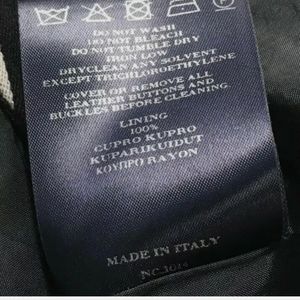 DO NOT WASH
DO NOT BLEACH
DO NOT TUMBLE DRY
IRON LOW
DRYCLEAN ANY SOLVENT
EXCEPT TRICHLOROETHYLENE
COVER OR REMOVE ALL
LEATHER BUTTONS AND
BUCKLES BEFORE CLEANING.
LINING
100%
CUPRO KUPRO
KUPARIKUIDUT
ΚΟΥΠΡΟ RAYON
MADE IN ITALY